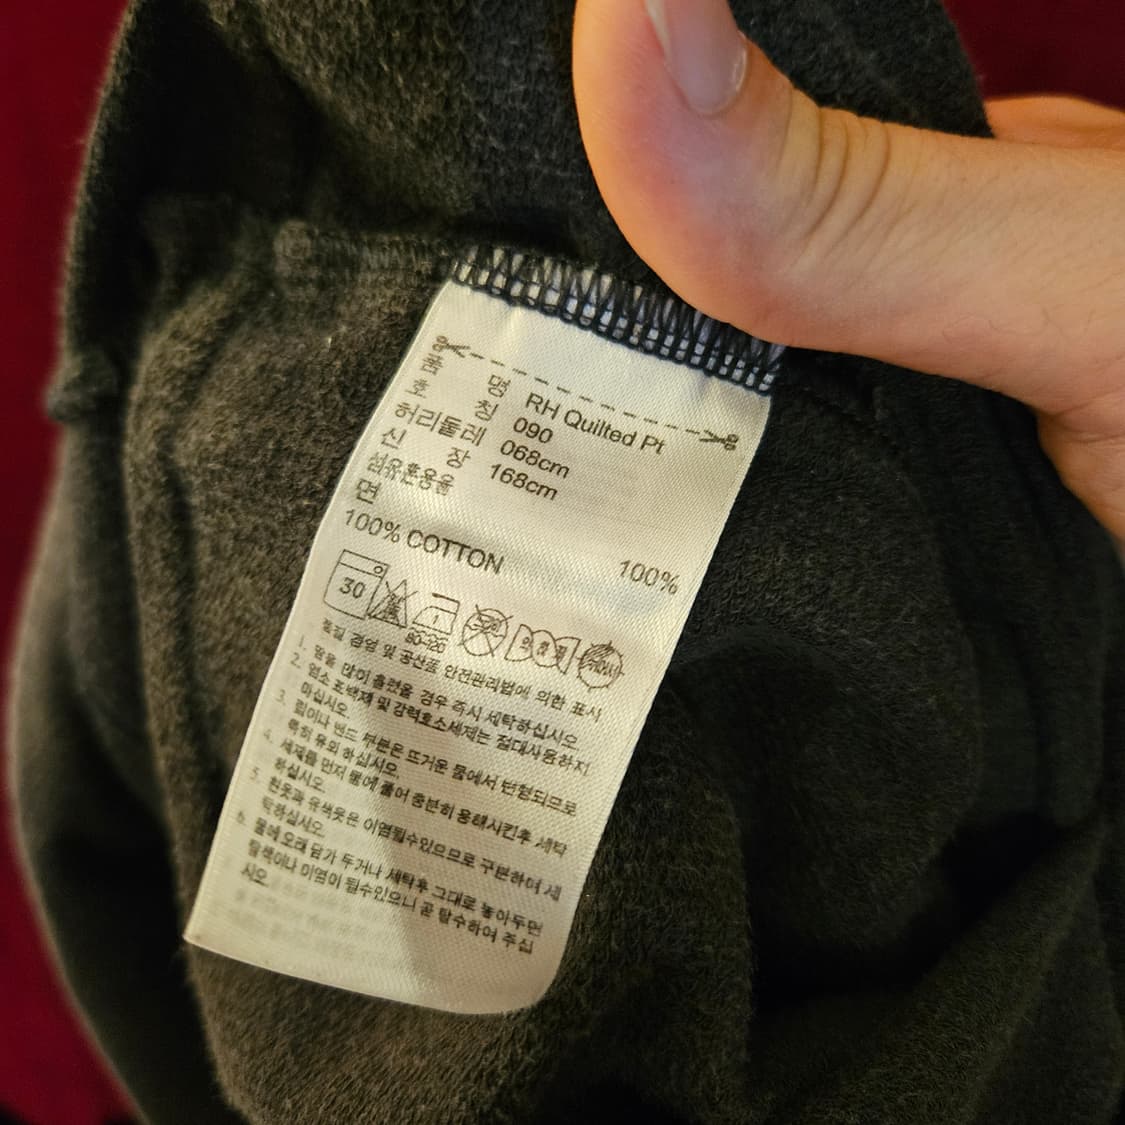 품 명 RH Quilted Pt
호 칭 090
허리둘레 068cm
신 장 168cm
섬유혼용율
면 100%
100% COTTON
30
80~120
품질 경영 및 공산품 안전관리법에 의한 표시
1. 땀을 많이 흘렸을 경우 즉시 세탁하십시오.
2. 염소 표백제 및 강력효소세제는 절대사용하지
마십시오.
3. 립이나 밴드 부분은 뜨거운 물에서 변형되므로
특히 유의 하십시오.
4. 세제를 먼저 물에 풀어 충분히 용해시킨후 세탁
하십시오.
5. 흰옷과 유색옷은 이염될수있으므로 구분하여 세
탁하십시오.
6. 물에 오래 담가 두거나 세탁후 그대로 놓아두면
탈색이나 이염이 될수있으니 곧 탈수하여 주십
시오.